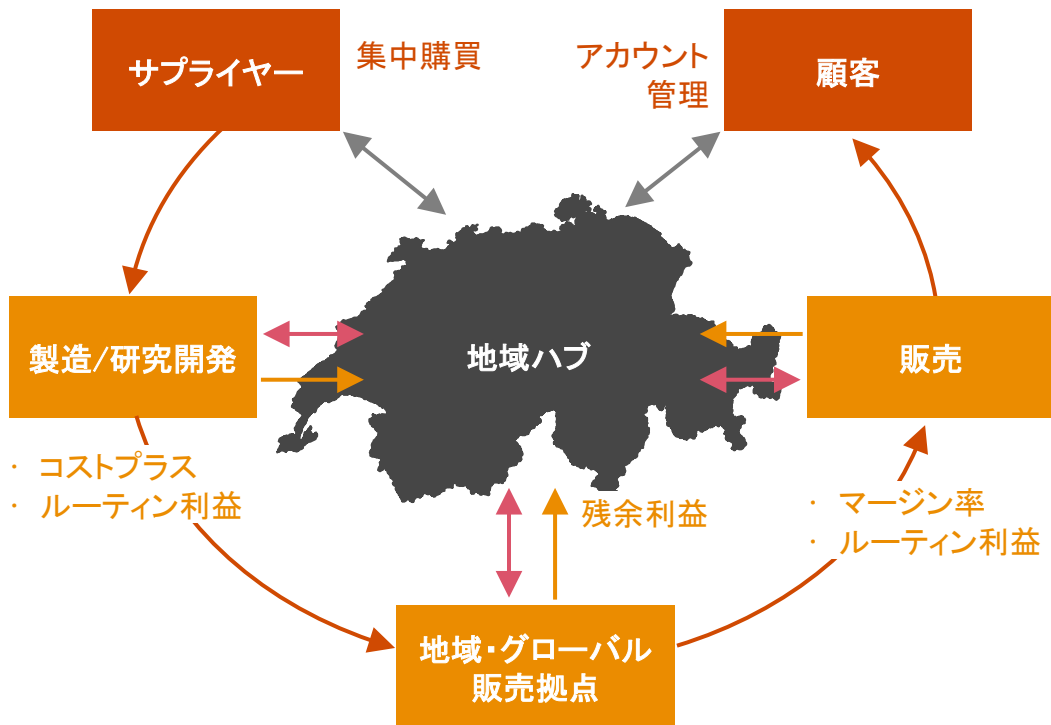 サプライヤー
集中購買
アカウント
管理
顧客
製造/研究開発
地域ハブ
販売
· コストプラス
· ルーティン利益
残余利益
· マージン率
· ルーティン利益
地域・グローバル
販売拠点